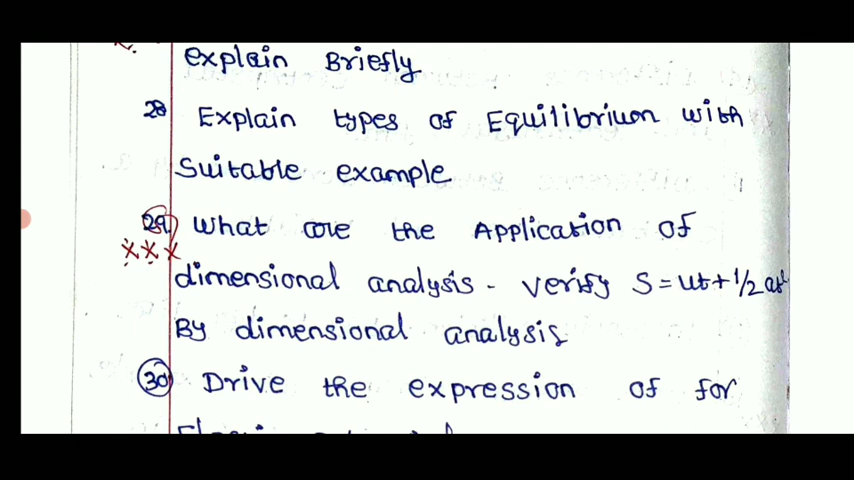 explain Briefly
28 Explain types of Equilibrium with
Suitable example
29 What are the Application of
××× dimensional analysis - verify S = ut + 1/2 at²
By dimensional analysis
30 Drive the expression of for